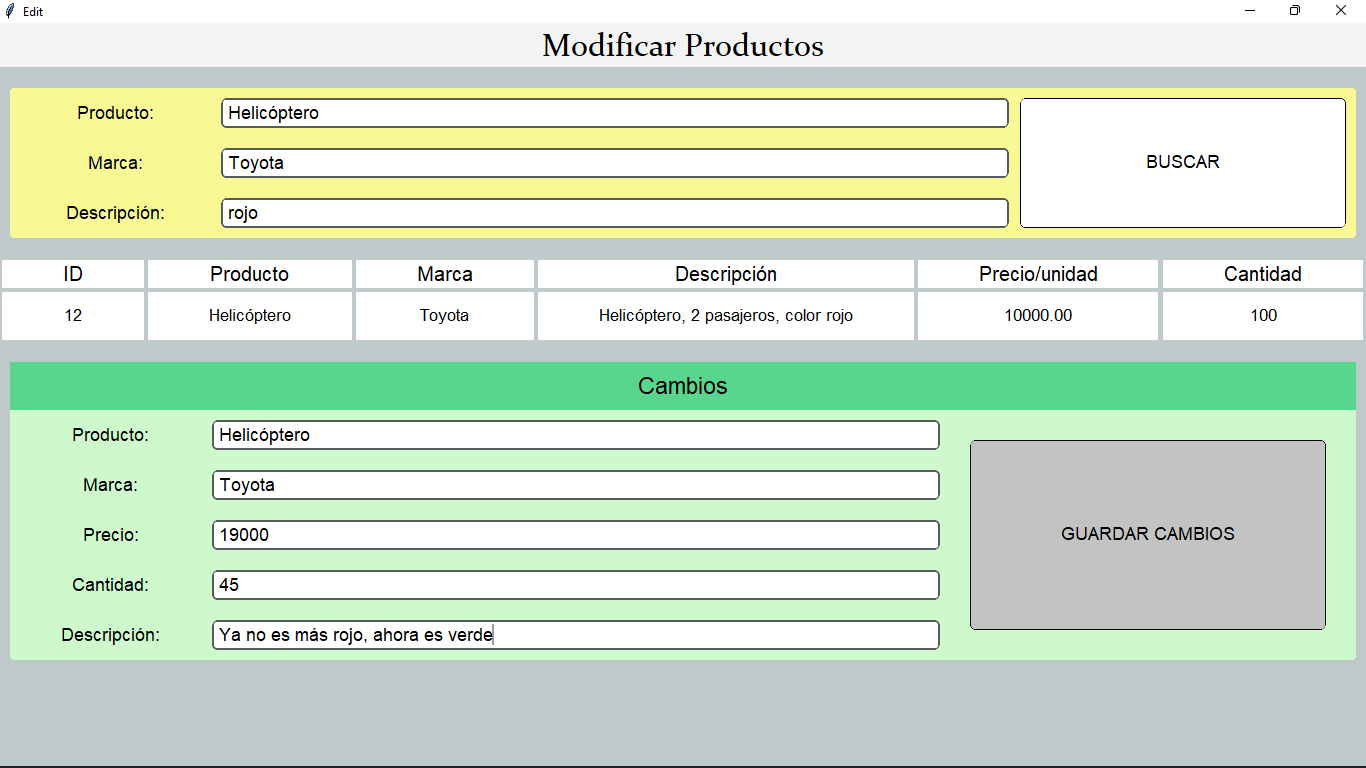 Edit
Modificar Productos
Producto: Helicóptero
BUSCAR
Marca: Toyota
Descripción: rojo
ID Producto Marca Descripción Precio/unidad Cantidad
12 Helicóptero Toyota Helicóptero, 2 pasajeros, color rojo 10000.00 100
Cambios
Producto: Helicóptero
Marca: Toyota
Precio: 19000
GUARDAR CAMBIOS
Cantidad: 45
Descripción: Ya no es más rojo, ahora es verde